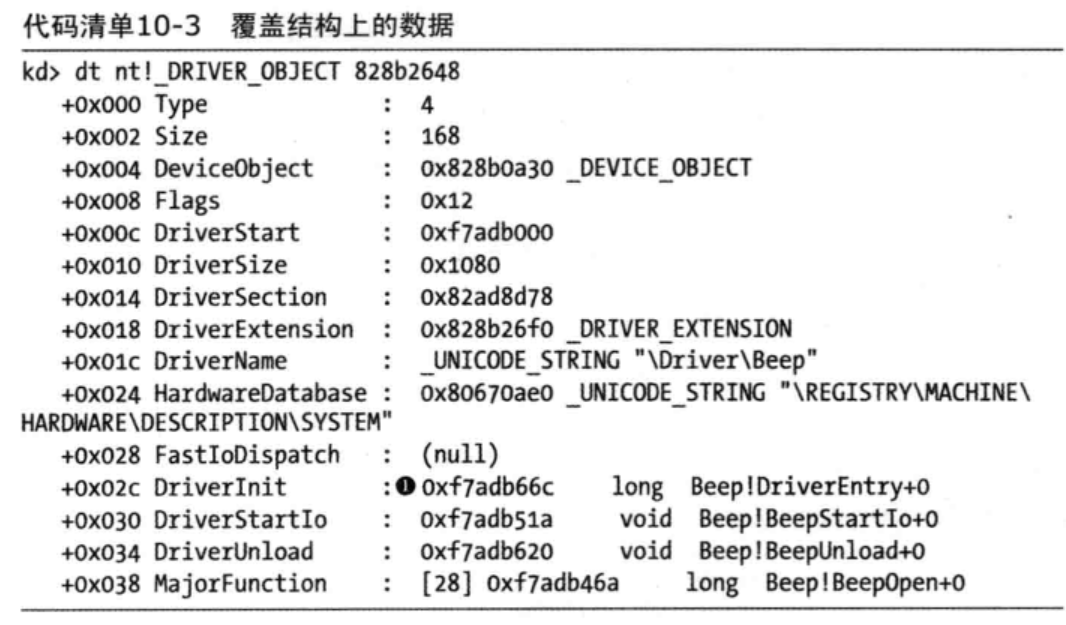 代码清单10-3 覆盖结构上的数据
kd> dt nt!_DRIVER_OBJECT 828b2648
+0x000 Type : 4
+0x002 Size : 168
+0x004 DeviceObject : 0x828b0a30 _DEVICE_OBJECT
+0x008 Flags : 0x12
+0x00c DriverStart : 0xf7adb000
+0x010 DriverSize : 0x1080
+0x014 DriverSection : 0x82ad8d78
+0x018 DriverExtension : 0x828b26f0 _DRIVER_EXTENSION
+0x01c DriverName : _UNICODE_STRING "\Driver\Beep"
+0x024 HardwareDatabase : 0x80670ae0 _UNICODE_STRING "\REGISTRY\MACHINE\
HARDWARE\DESCRIPTION\SYSTEM"
+0x028 FastIoDispatch : (null)
+0x02c DriverInit :❶0xf7adb66c long Beep!DriverEntry+0
+0x030 DriverStartIo : 0xf7adb51a void Beep!BeepStartIo+0
+0x034 DriverUnload : 0xf7adb620 void Beep!BeepUnload+0
+0x038 MajorFunction : [28] 0xf7adb46a long Beep!BeepOpen+0